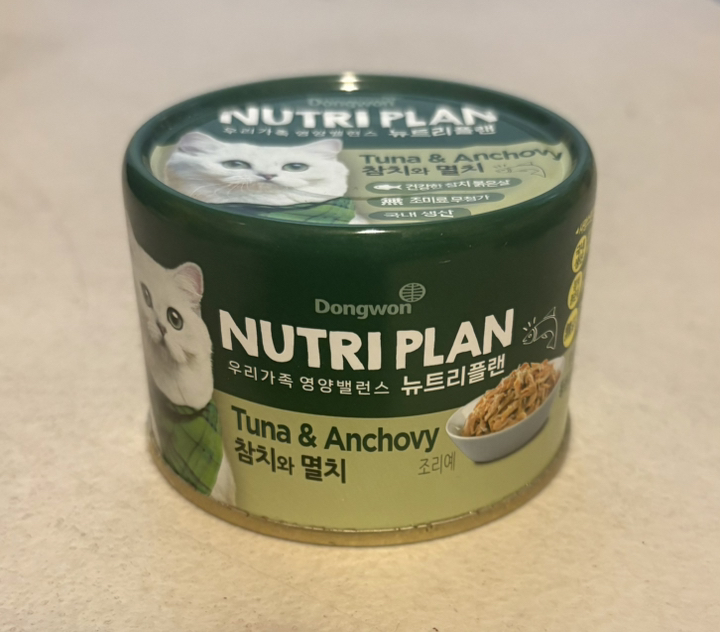 Dongwon
NUTRI PLAN
우리가족 영양밸런스 뉴트리플랜
Tuna & Anchovy
참치와 멸치
건강한 참치 붉은살
無 조미료 무첨가
국내 생산
Dongwon
NUTRI PLAN
우리가족 영양밸런스 뉴트리플랜
Tuna & Anchovy
참치와 멸치
조리예